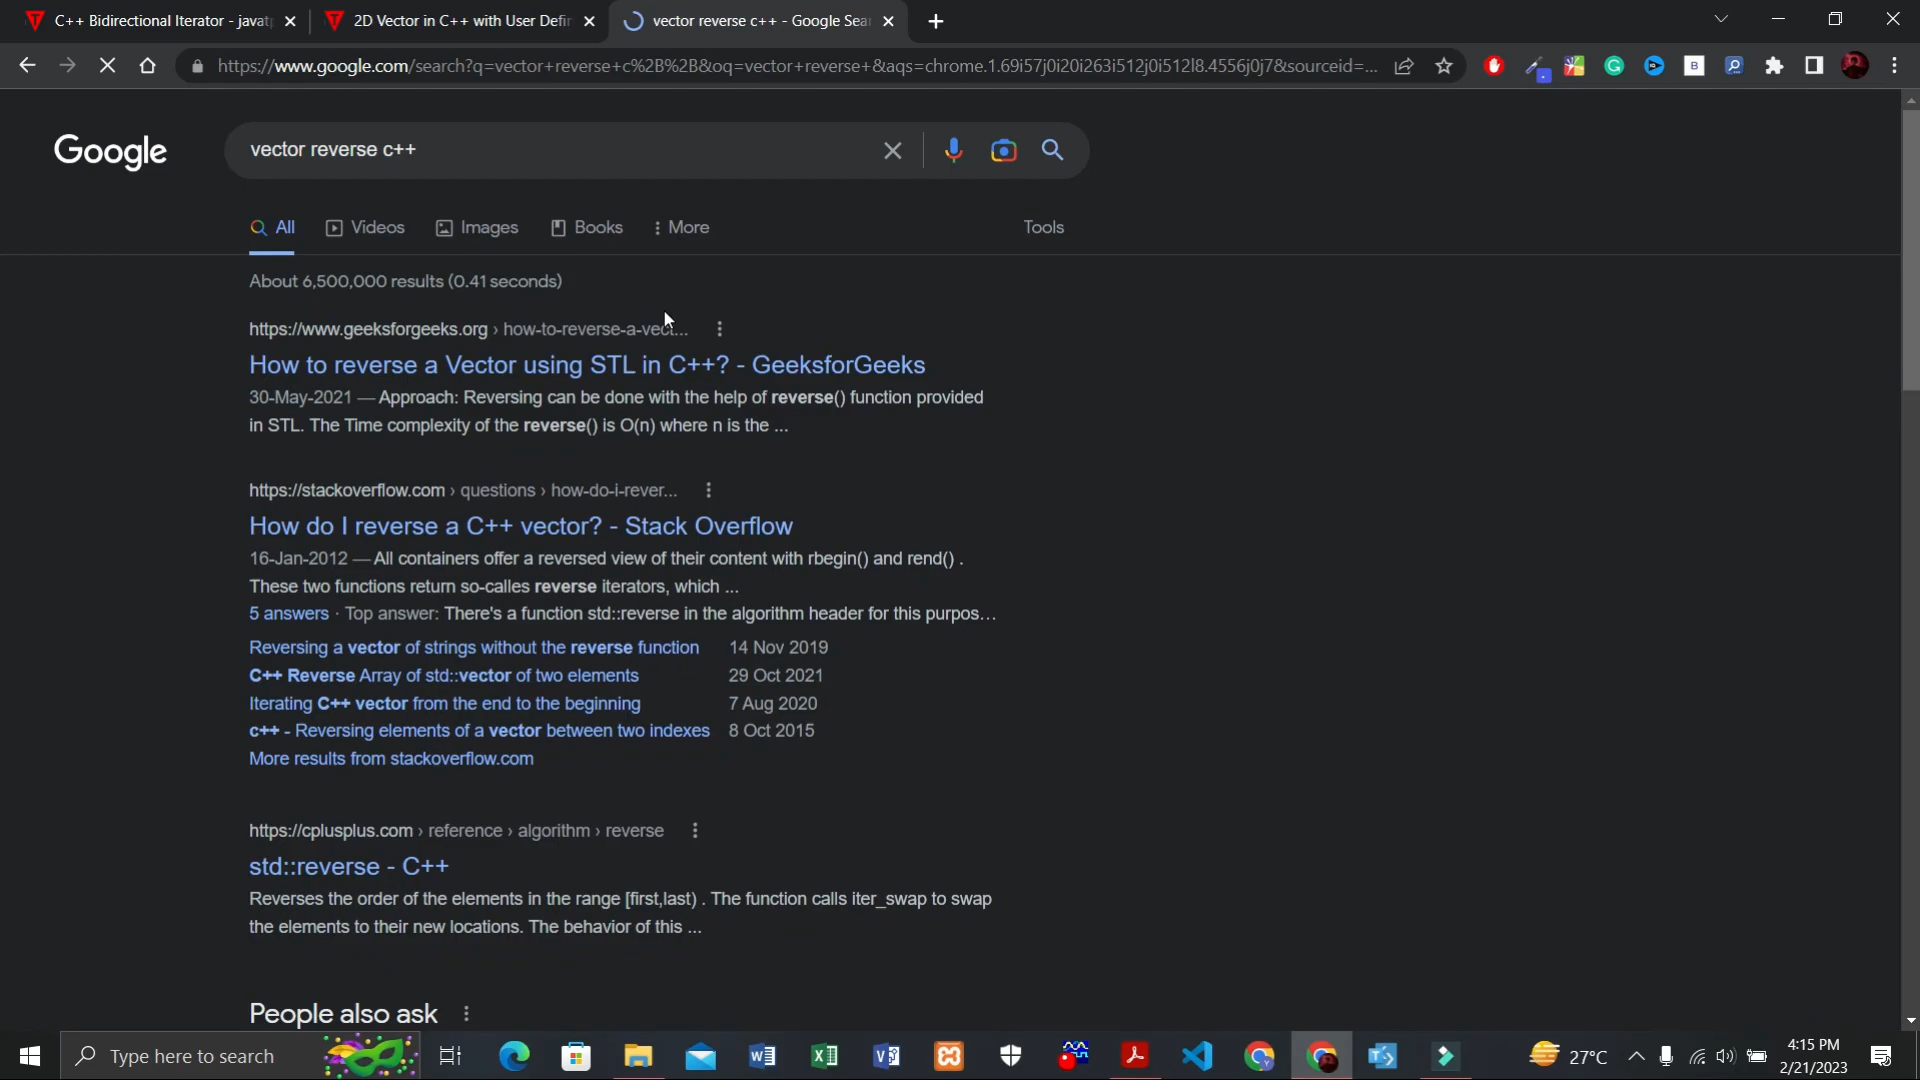 C++ Bidirectional Iterator - javat
2D Vector in C++ with User Defin
vector reverse c++ - Google Sear
https://www.google.com/search?q=vector+reverse+c%2B%2B&oq=vector+reverse+&aqs=chrome.1.69i57j0i20i263i512j0i512l8.4556j0j7&sourceid=...
Google
vector reverse c++
All
Videos
Images
Books
More
Tools
About 6,500,000 results (0.41 seconds)
https://www.geeksforgeeks.org › how-to-reverse-a-vect...
How to reverse a Vector using STL in C++? - GeeksforGeeks
30-May-2021 — Approach: Reversing can be done with the help of reverse() function provided
in STL. The Time complexity of the reverse() is O(n) where n is the ...
https://stackoverflow.com › questions › how-do-i-rever...
How do I reverse a C++ vector? - Stack Overflow
16-Jan-2012 — All containers offer a reversed view of their content with rbegin() and rend() .
These two functions return so-calles reverse iterators, which ...
5 answers · Top answer: There's a function std::reverse in the algorithm header for this purpos...
Reversing a vector of strings without the reverse function 14 Nov 2019
C++ Reverse Array of std::vector of two elements 29 Oct 2021
Iterating C++ vector from the end to the beginning 7 Aug 2020
c++ - Reversing elements of a vector between two indexes 8 Oct 2015
More results from stackoverflow.com
https://cplusplus.com › reference › algorithm › reverse
std::reverse - C++
Reverses the order of the elements in the range [first,last) . The function calls iter_swap to swap
the elements to their new locations. The behavior of this ...
People also ask
Type here to search
27°C
4:15 PM
2/21/2023